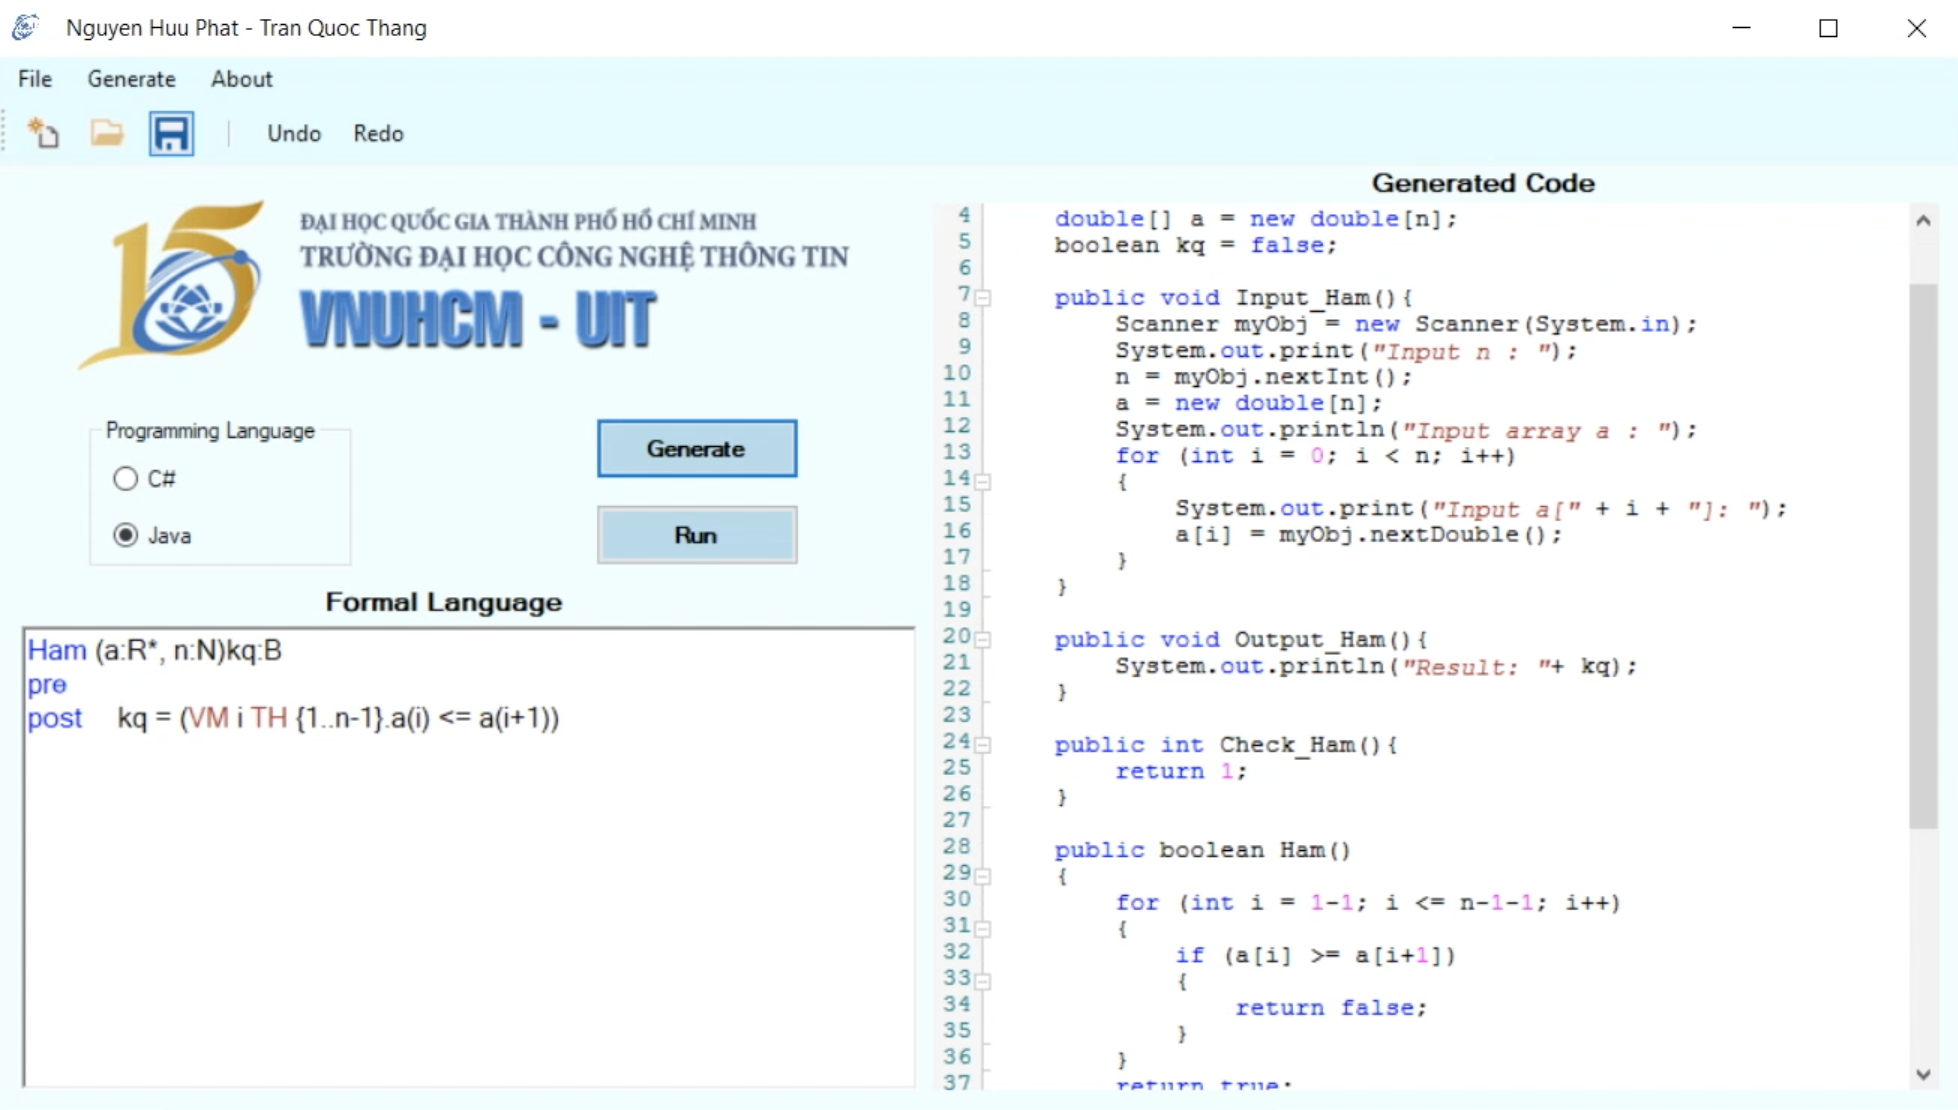 Nguyen Huu Phat - Tran Quoc Thang
File Generate About
Undo Redo
15
ĐẠI HỌC QUỐC GIA THÀNH PHỐ HỒ CHÍ MINH
TRƯỜNG ĐẠI HỌC CÔNG NGHỆ THÔNG TIN
VNUHCM - UIT
Programming Language
C#
Java
Generate
Run
Formal Language
Ham (a:R*, n:N)kq:B
pre
post kq = (VM i TH {1..n-1}.a(i) <= a(i+1))
Generated Code
4 double[] a = new double[n];
5 boolean kq = false;
6
7 public void Input_Ham(){
8 Scanner myObj = new Scanner(System.in);
9 System.out.print("Input n : ");
10 n = myObj.nextInt();
11 a = new double[n];
12 System.out.println("Input array a : ");
13 for (int i = 0; i < n; i++)
14 {
15 System.out.print("Input a[" + i + "]: ");
16 a[i] = myObj.nextDouble();
17 }
18 }
19
20 public void Output_Ham(){
21 System.out.println("Result: "+ kq);
22 }
23
24 public int Check_Ham(){
25 return 1;
26 }
27
28 public boolean Ham()
29 {
30 for (int i = 1-1; i <= n-1-1; i++)
31 {
32 if (a[i] >= a[i+1])
33 {
34 return false;
35 }
36 }
37 return true;